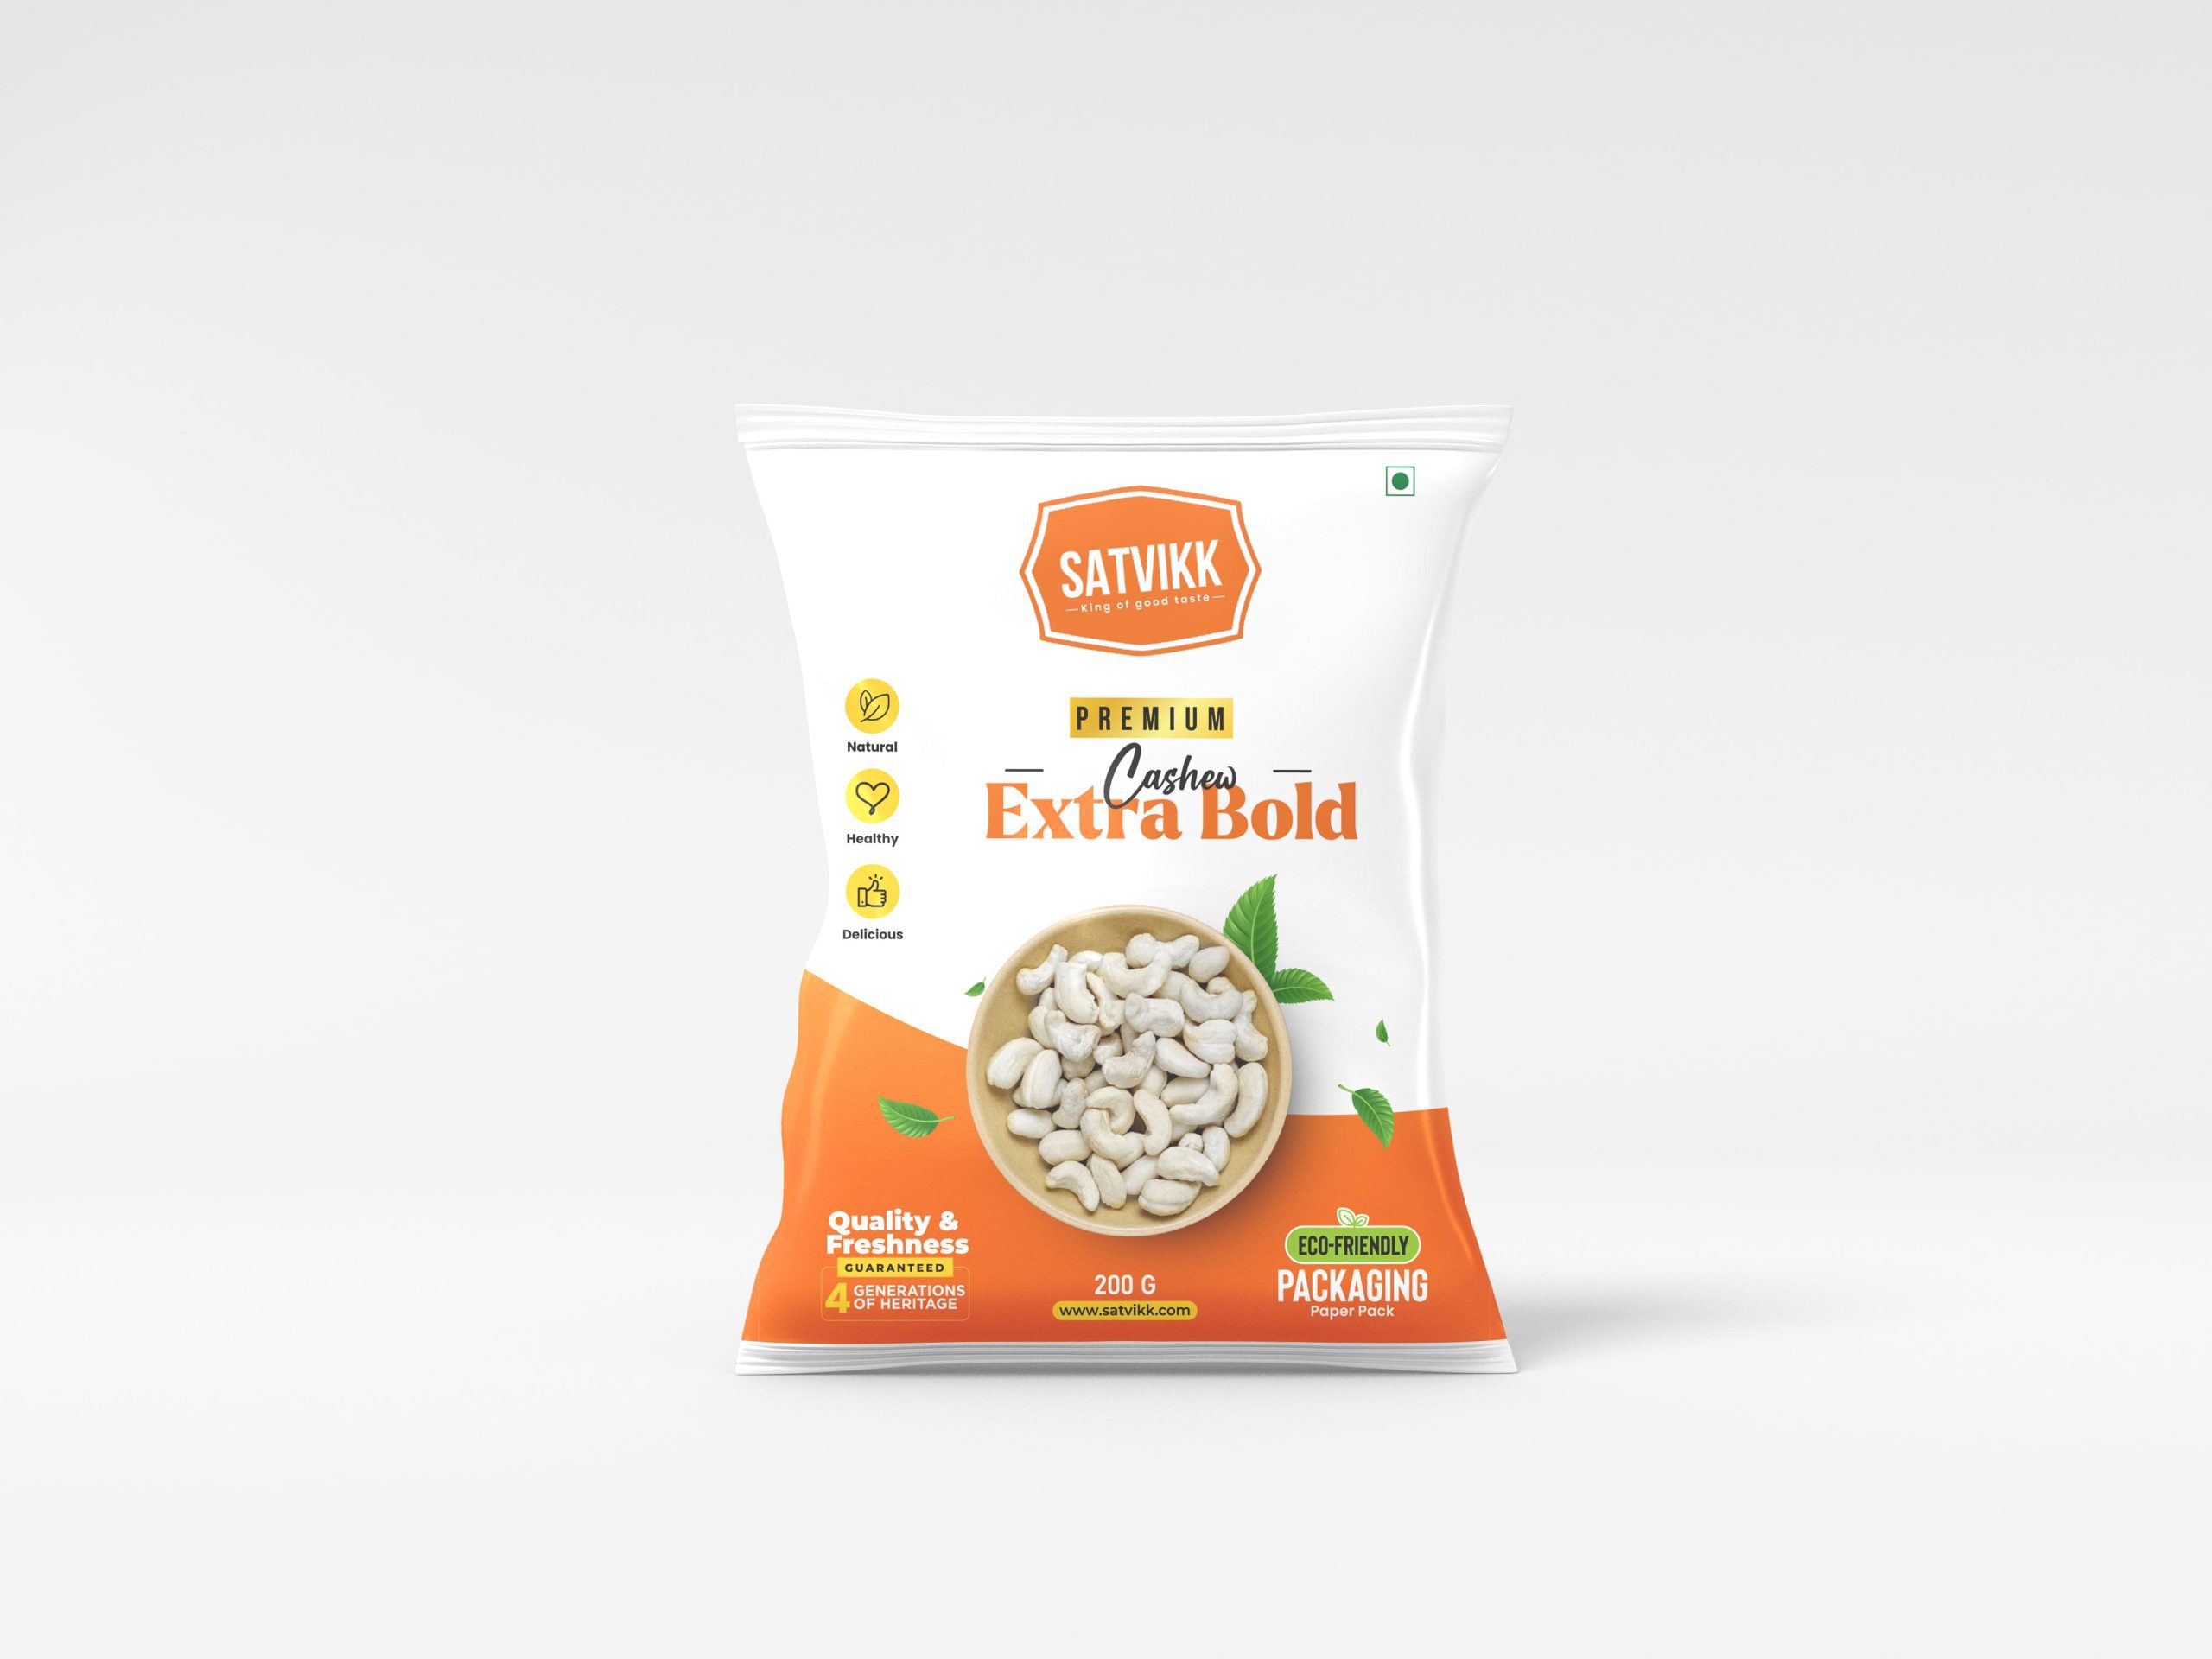 SATVIKK
King of good taste
PREMIUM
Cashew
Extra Bold
Natural
Healthy
Delicious
Quality &
Freshness
GUARANTEED
4 GENERATIONS
OF HERITAGE
200 G
www.satvikk.com
ECO-FRIENDLY
PACKAGING
Paper Pack